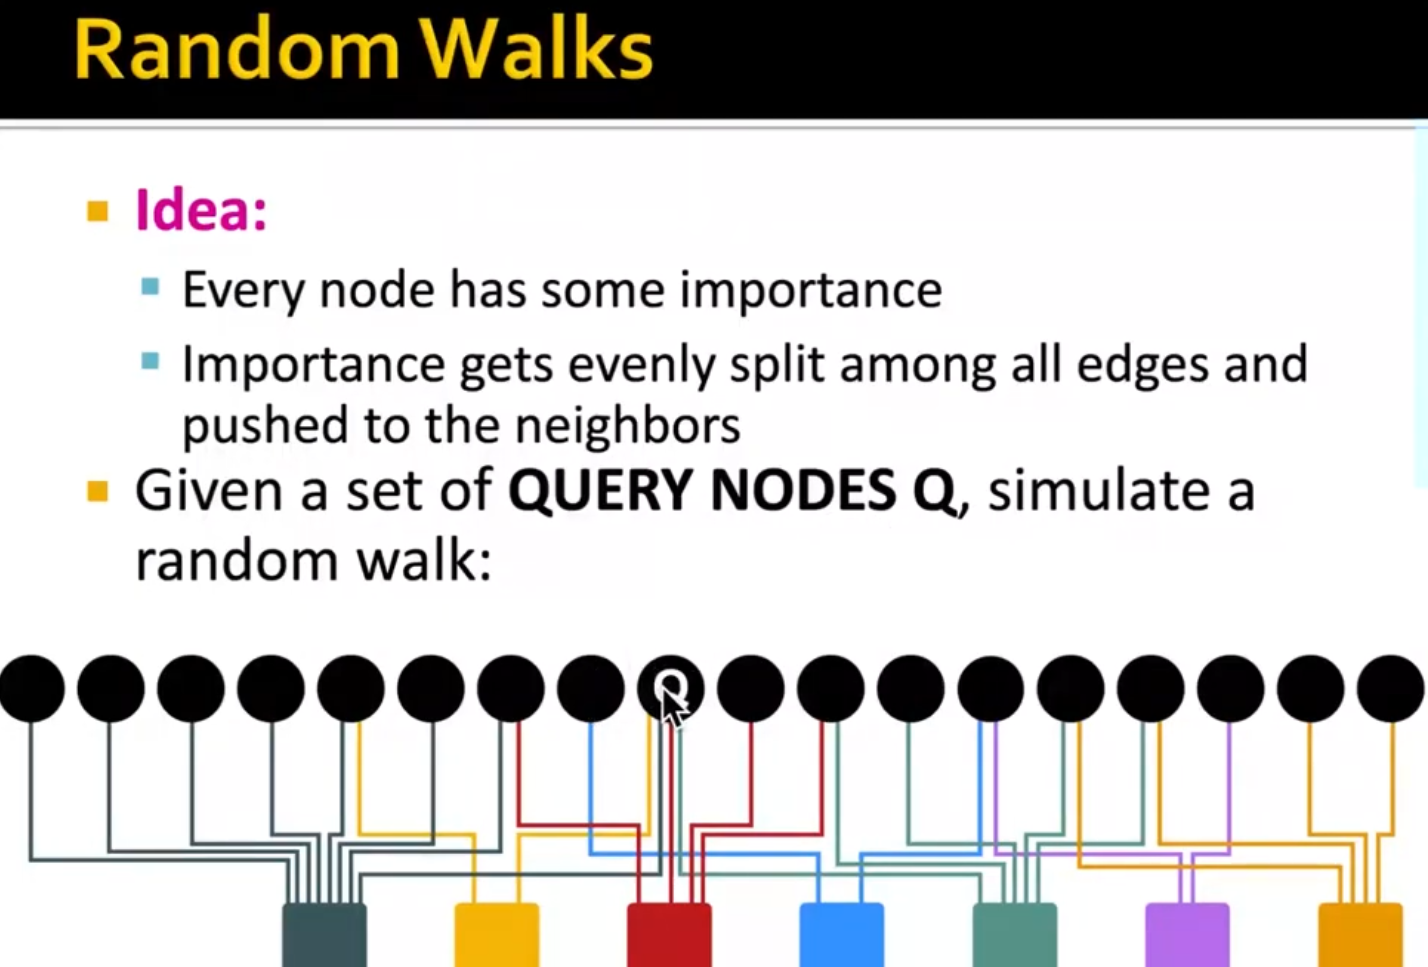 Random Walks
Idea:
Every node has some importance
Importance gets evenly split among all edges and
pushed to the neighbors
Given a set of QUERY NODES Q, simulate a
random walk:
Q